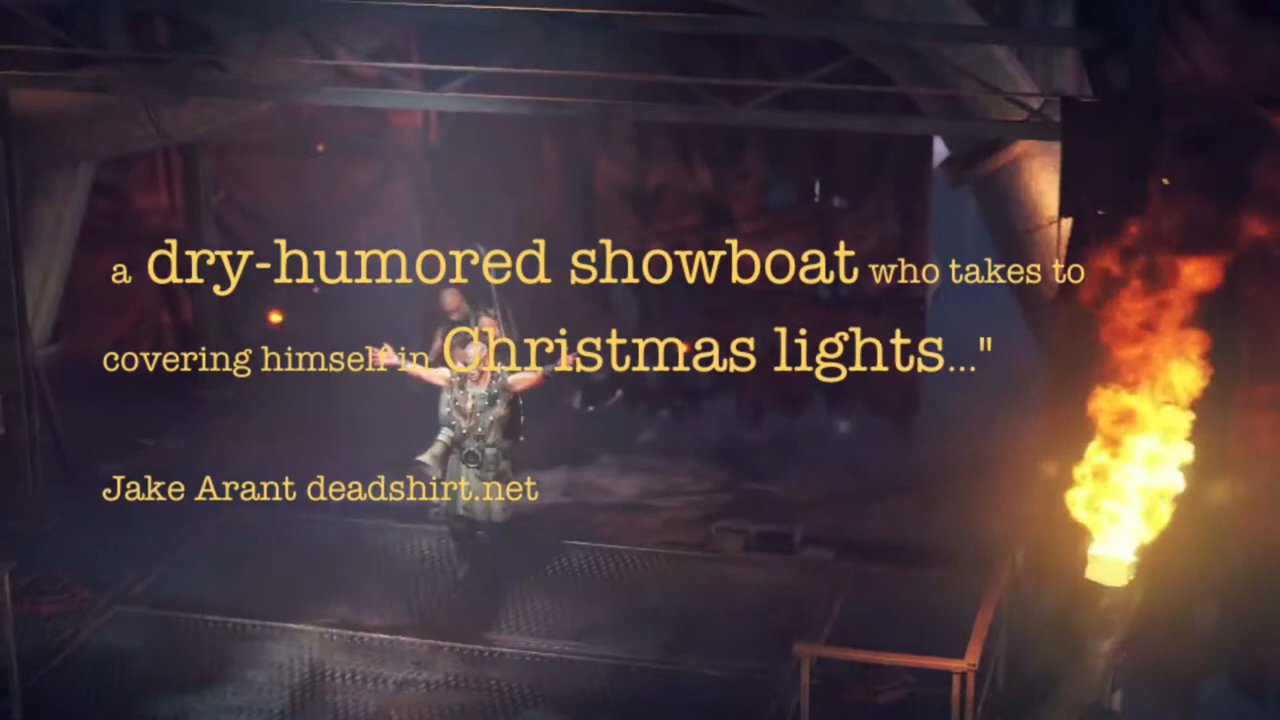 a dry-humored showboat who takes to
covering himself in Christmas lights..."
Jake Arant deadshirt.net